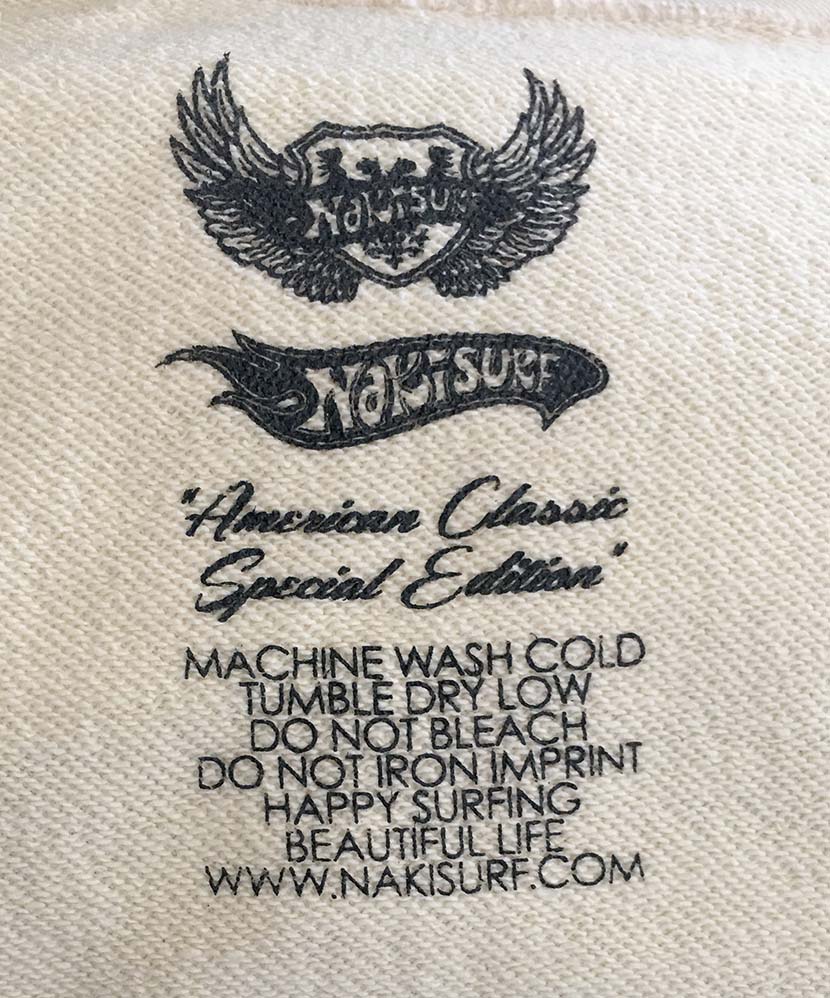 NAKISURF
NAKISURF
"American Classic
Special Edition"
MACHINE WASH COLD
TUMBLE DRY LOW
DO NOT BLEACH
DO NOT IRON IMPRINT
HAPPY SURFING
BEAUTIFUL LIFE
WWW.NAKISURF.COM